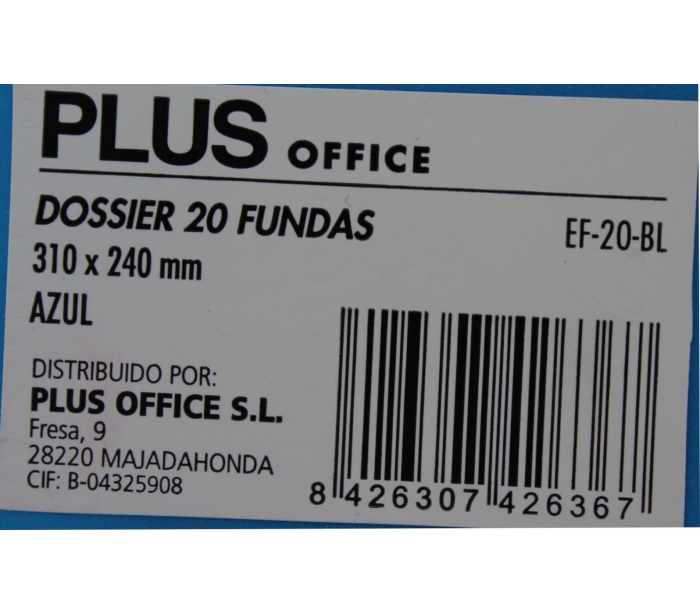 PLUS OFFICE
DOSSIER 20 FUNDAS
EF-20-BL
310 x 240 mm
AZUL
DISTRIBUIDO POR:
PLUS OFFICE S.L.
Fresa, 9
28220 MAJADAHONDA
CIF: B-04325908
8 426307 426367